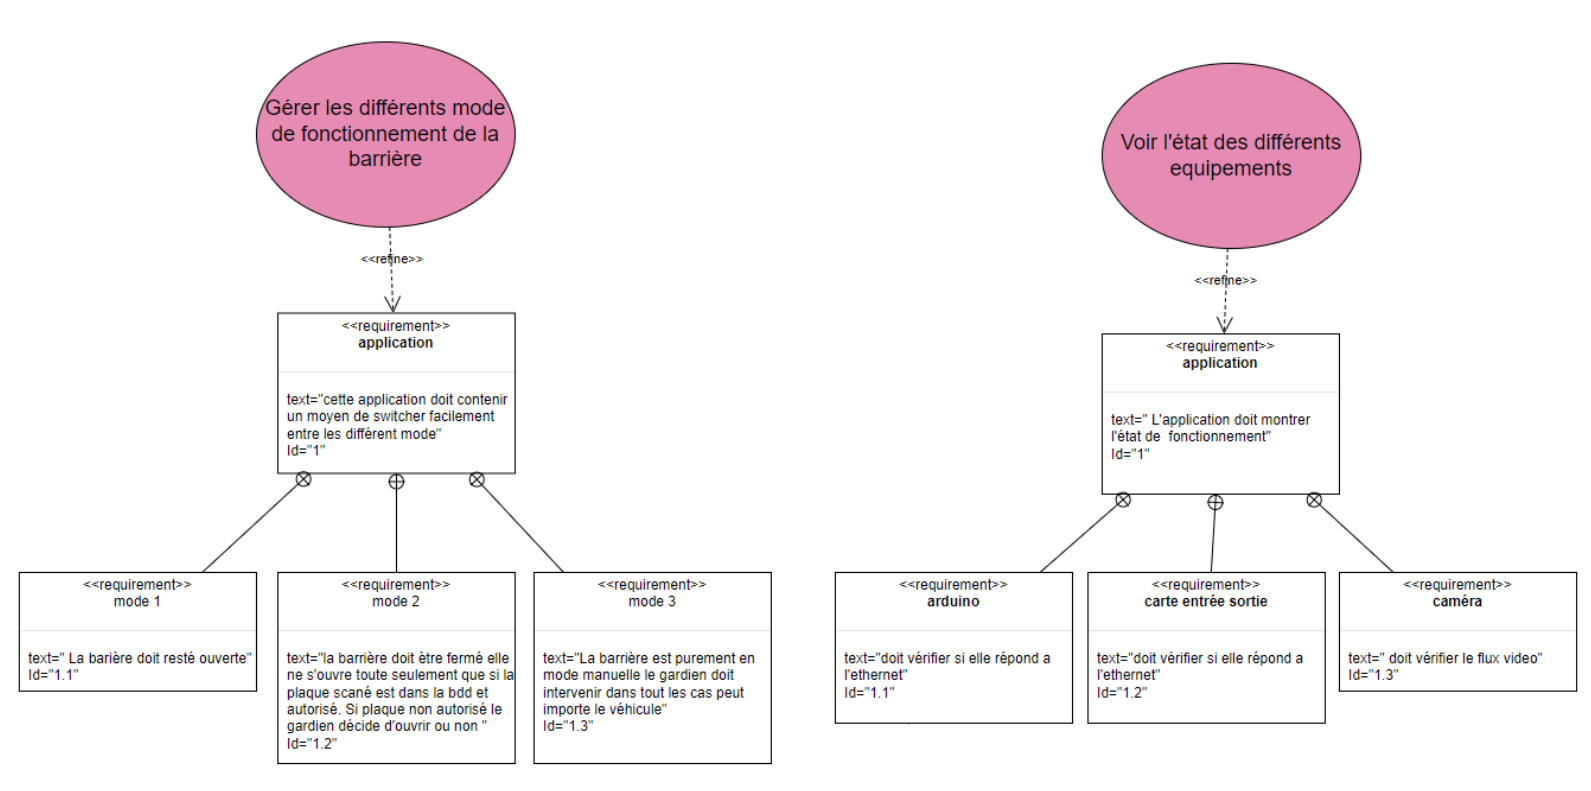 Gérer les différents mode
de fonctionnement de la
barrière
<<refine>>
<<requirement>>
application
text="cette application doit contenir
un moyen de switcher facilement
entre les différent mode"
Id="1"
<<requirement>>
mode 1
text=" La barière doit resté ouverte"
Id="1.1"
<<requirement>>
mode 2
text="la barrière doit ètre fermé elle
ne s'ouvre toute seulement que si la
plaque scané est dans la bdd et
autorisé. Si plaque non autorisé le
gardien décide d'ouvrir ou non "
Id="1.2"
<<requirement>>
mode 3
text="La barrière est purement en
mode manuelle le gardien doit
intervenir dans tout les cas peut
importe le véhicule"
Id="1.3"
Voir l'état des différents
equipements
<<refine>>
<<requirement>>
application
text=" L'application doit montrer
l'état de  fonctionnement"
Id="1"
<<requirement>>
arduino
text="doit vérifier si elle répond a
l'ethernet"
Id="1.1"
<<requirement>>
carte entrée sortie
text="doit vérifier si elle répond a
l'ethernet"
Id="1.2"
<<requirement>>
caméra
text=" doit vérifier le flux video"
Id="1.3"